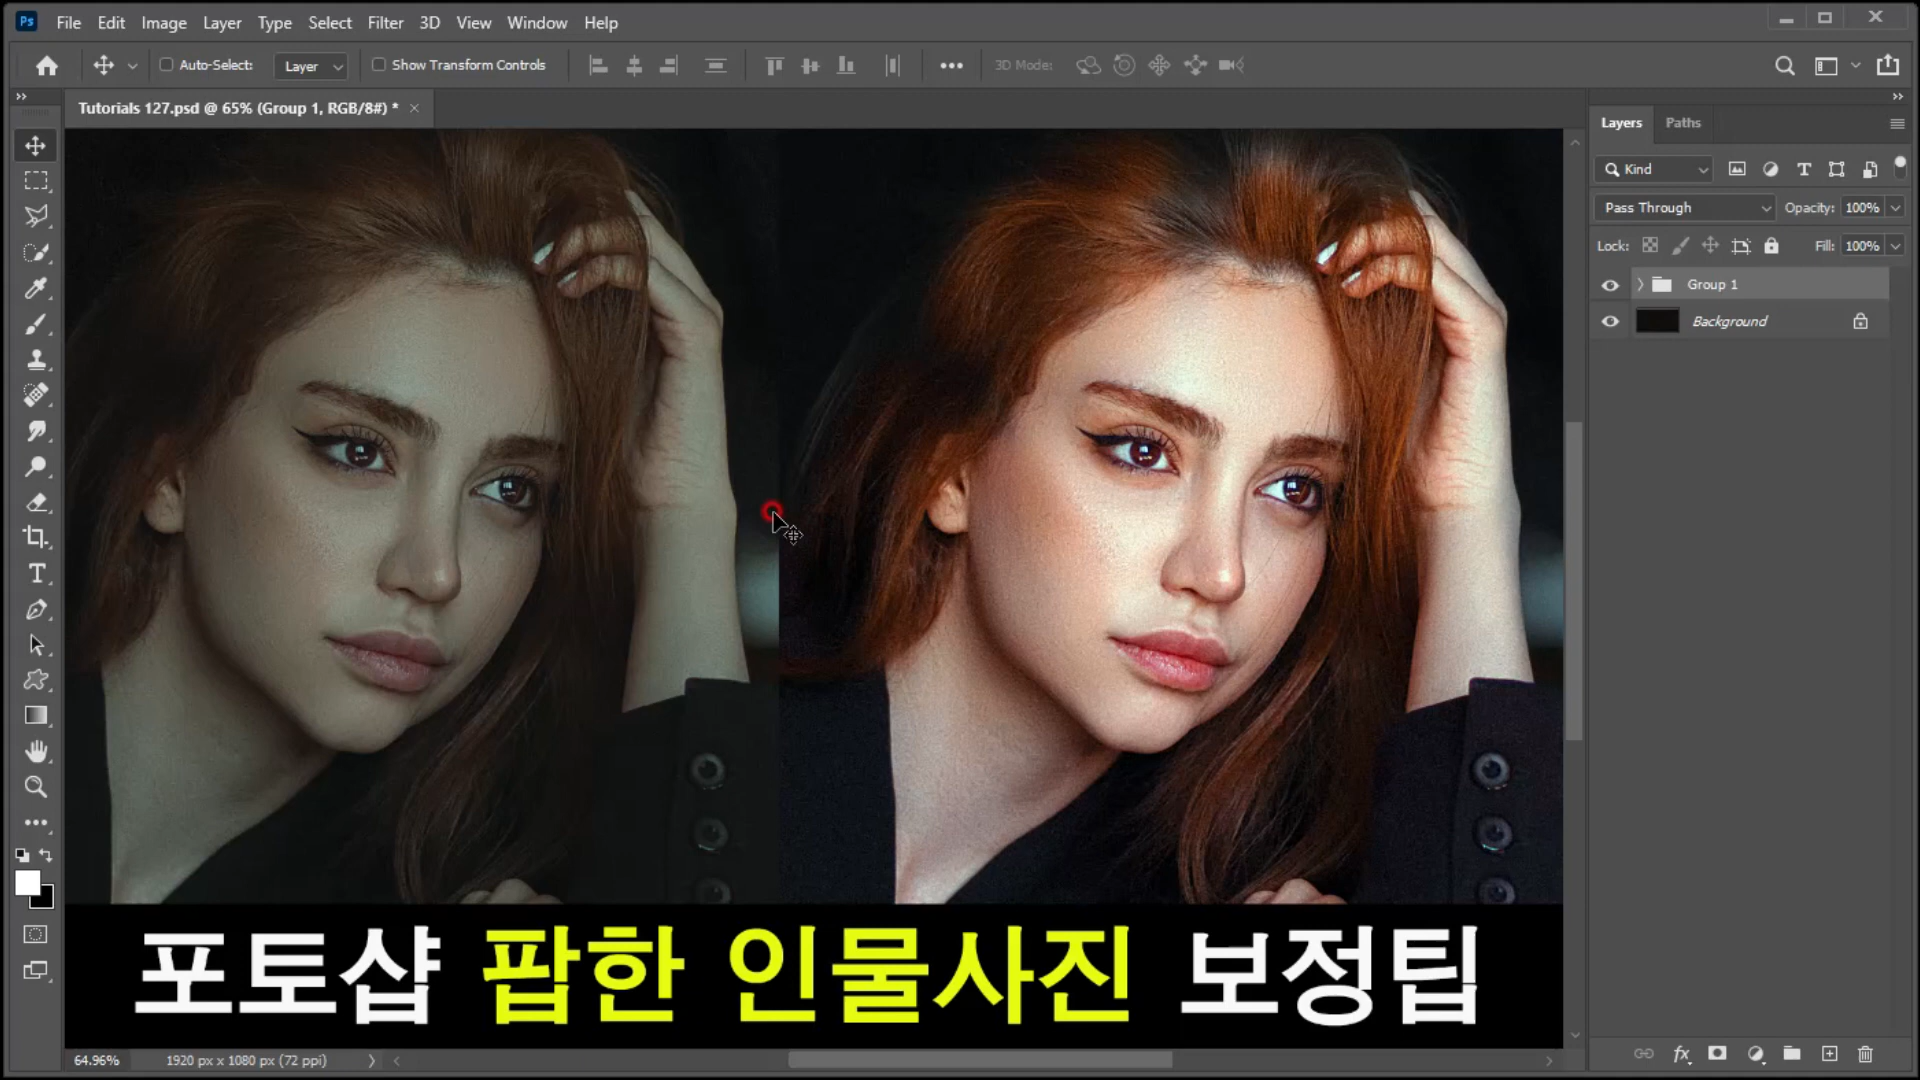 Ps File Edit Image Layer Type Select Filter 3D View Window Help
Auto-Select: Layer Show Transform Controls 3D Mode:
Tutorials 127.psd @ 65% (Group 1, RGB/8#) *
Layers Paths
Kind
Pass Through Opacity: 100%
Lock: Fill: 100%
Group 1
Background
포토샵 팝한 인물사진 보정팁
64.96% 1920 px x 1080 px (72 ppi)
fx